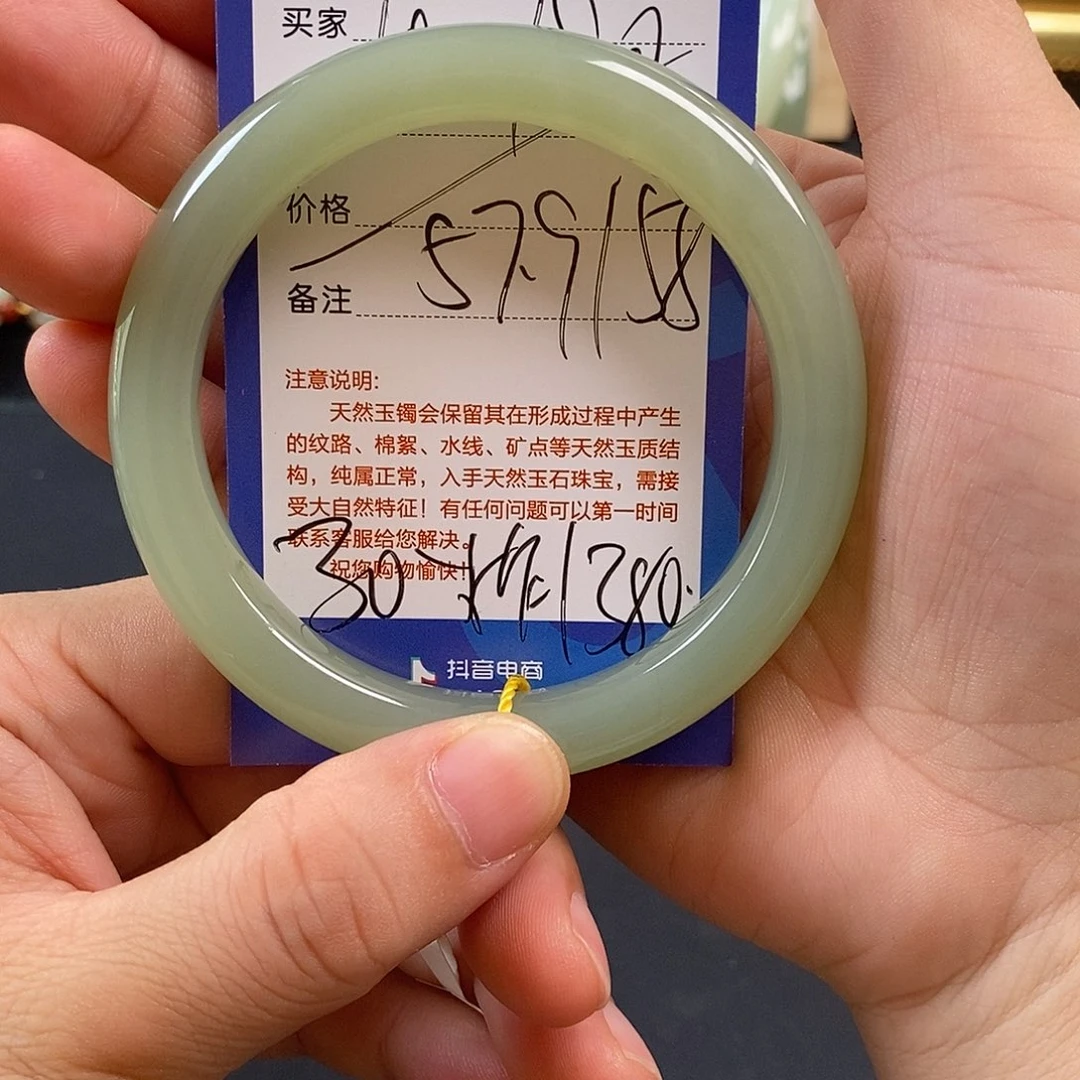 买家
价格
57.9/58
备注
注意说明:
天然玉镯会保留其在形成过程中产生
的纹路、棉絮、水线、矿点等天然玉质结
构，纯属正常，入手天然玉石珠宝，需接
受大自然特征！有任何问题可以第一时间
联系客服给您解决。
祝您购物愉快!
抖音电商